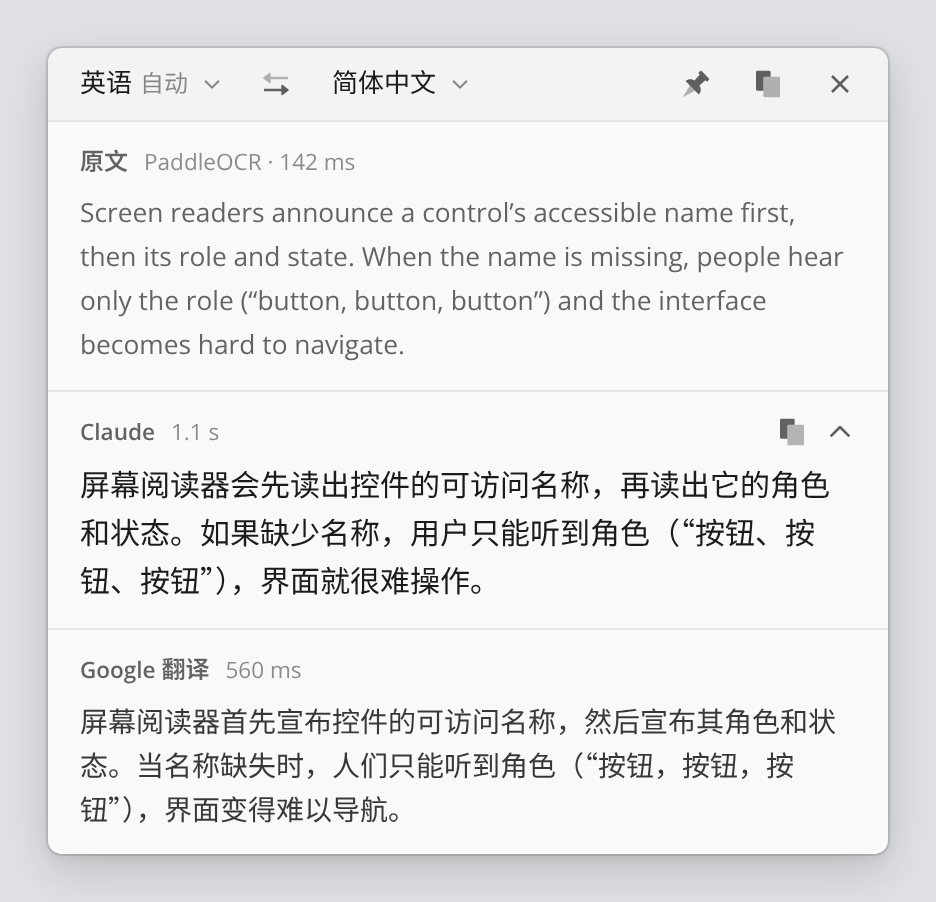 英语 自动 简体中文
原文 PaddleOCR · 142 ms
Screen readers announce a control’s accessible name first,
then its role and state. When the name is missing, people hear
only the role (“button, button, button”) and the interface
becomes hard to navigate.
Claude 1.1 s
屏幕阅读器会先读出控件的可访问名称，再读出它的角色
和状态。如果缺少名称，用户只能听到角色（“按钮、按
钮、按钮”），界面就很难操作。
Google 翻译 560 ms
屏幕阅读器首先宣布控件的可访问名称，然后宣布其角色和状
态。当名称缺失时，人们只能听到角色（“按钮，按钮，按
钮”），界面变得难以导航。